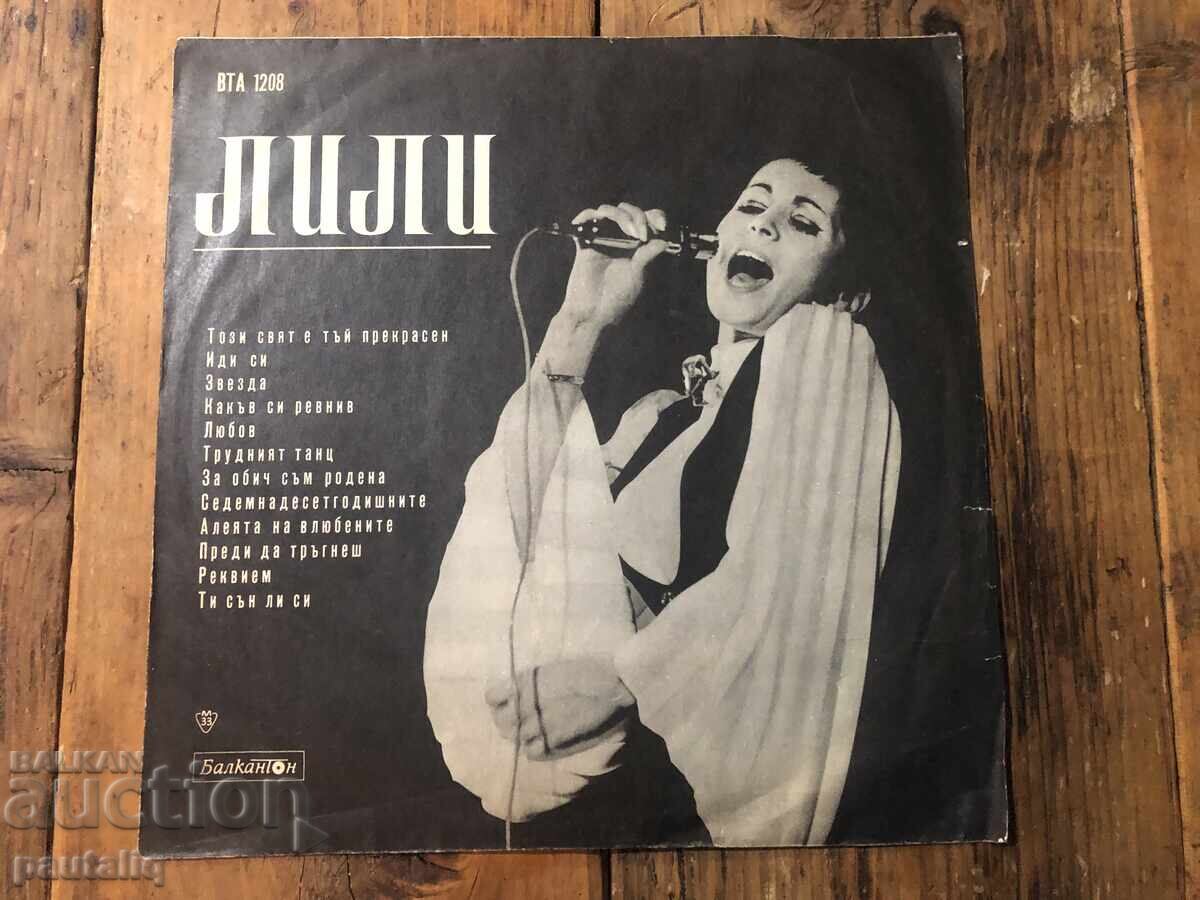 ВТА 1208
ЛИЛИ
Този свят е тъй прекрасен
Иди си
Звезда
Какъв си ревнив
Любов
Трудният танц
За обич съм родена
Седемнадесетгодишните
Алеята на влюбените
Преди да тръгнеш
Реквием
Ти сън ли си
М
33
Балкантон
BALKAN
auction
pautaliq